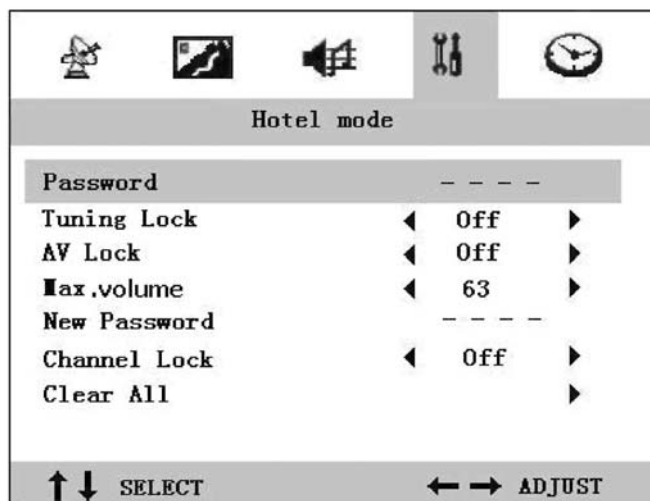 Hotel mode
Password - - - -
Tuning Lock ◀ Off ▶
AV Lock ◀ Off ▶
Max.volume ◀ 63 ▶
New Password - - - -
Channel Lock ◀ Off ▶
Clear All ▶
↑↓ SELECT ←→ ADJUST